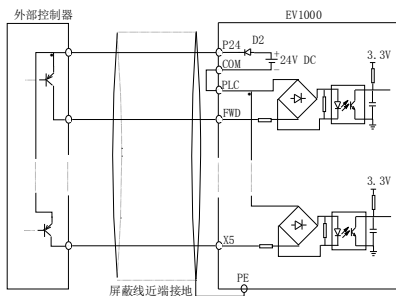 外部控制器
EV1000
P24
D2
+
24V DC
-
COM
PLC
3.3V
FWD
3.3V
X5
PE
屏蔽线近端接地